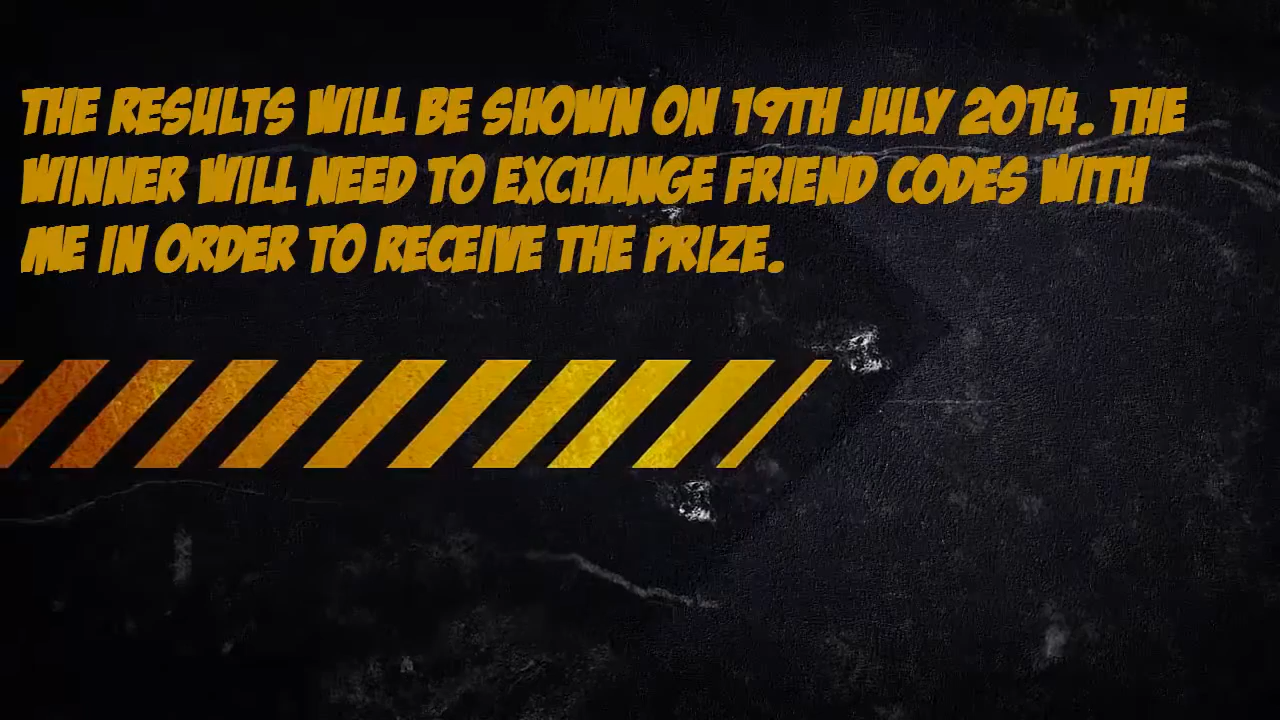 THE RESULTS WILL BE SHOWN ON 19TH JULY 2014. THE
WINNER WILL NEED TO EXCHANGE FRIEND CODES WITH
ME IN ORDER TO RECEIVE THE PRIZE.